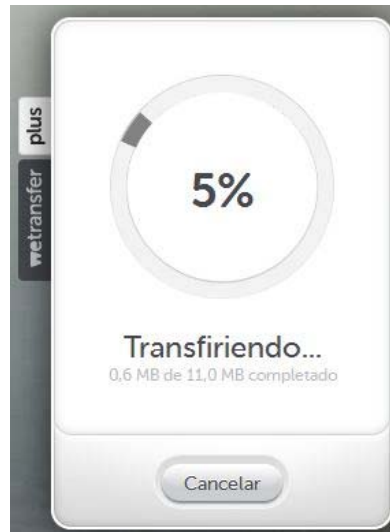 plus
wetransfer
5%
Transfiriendo...
0,6 MB de 11,0 MB completado
Cancelar